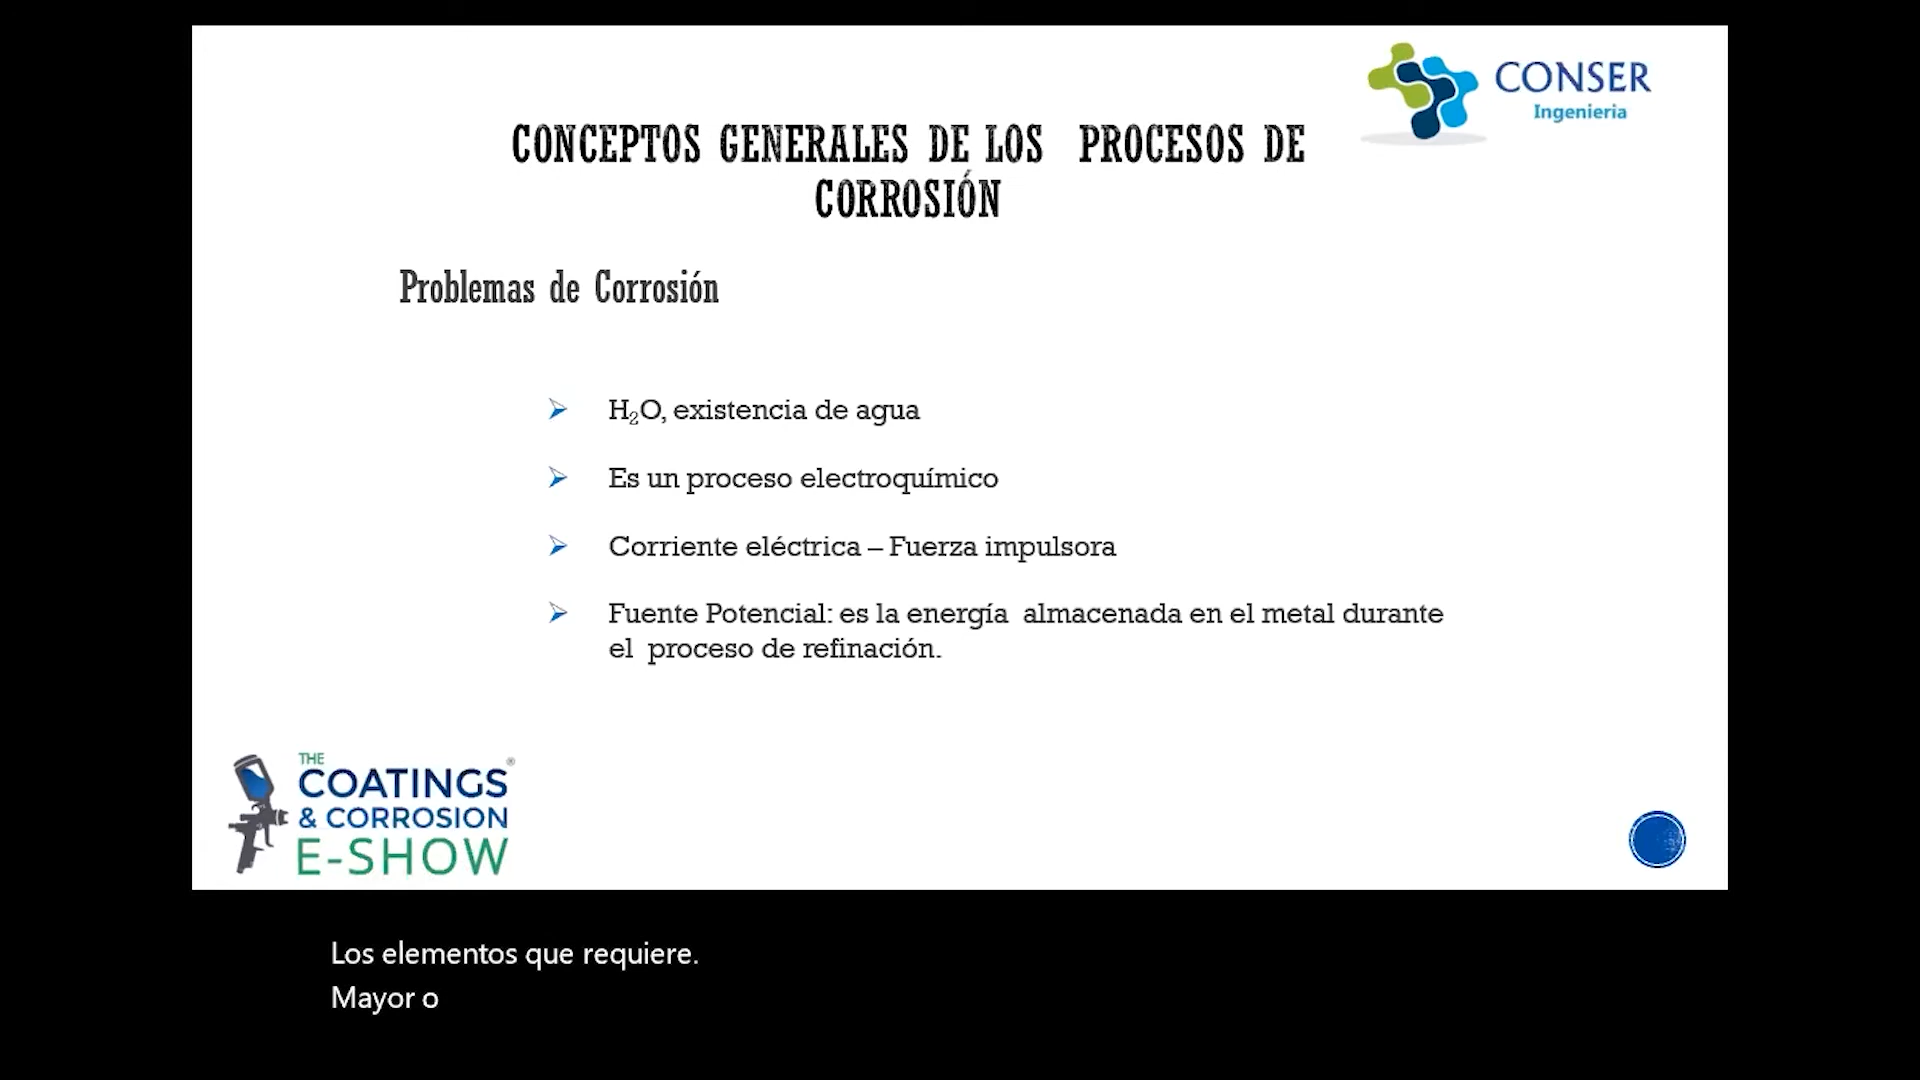 CONSER
Ingenieria
CONCEPTOS GENERALES DE LOS PROCESOS DE
CORROSIÓN
Problemas de Corrosión
H₂O, existencia de agua
Es un proceso electroquímico
Corriente eléctrica – Fuerza impulsora
Fuente Potencial: es la energía almacenada en el metal durante
el proceso de refinación.
THE
COATINGS®
& CORROSION
E-SHOW
Los elementos que requiere.
Mayor o